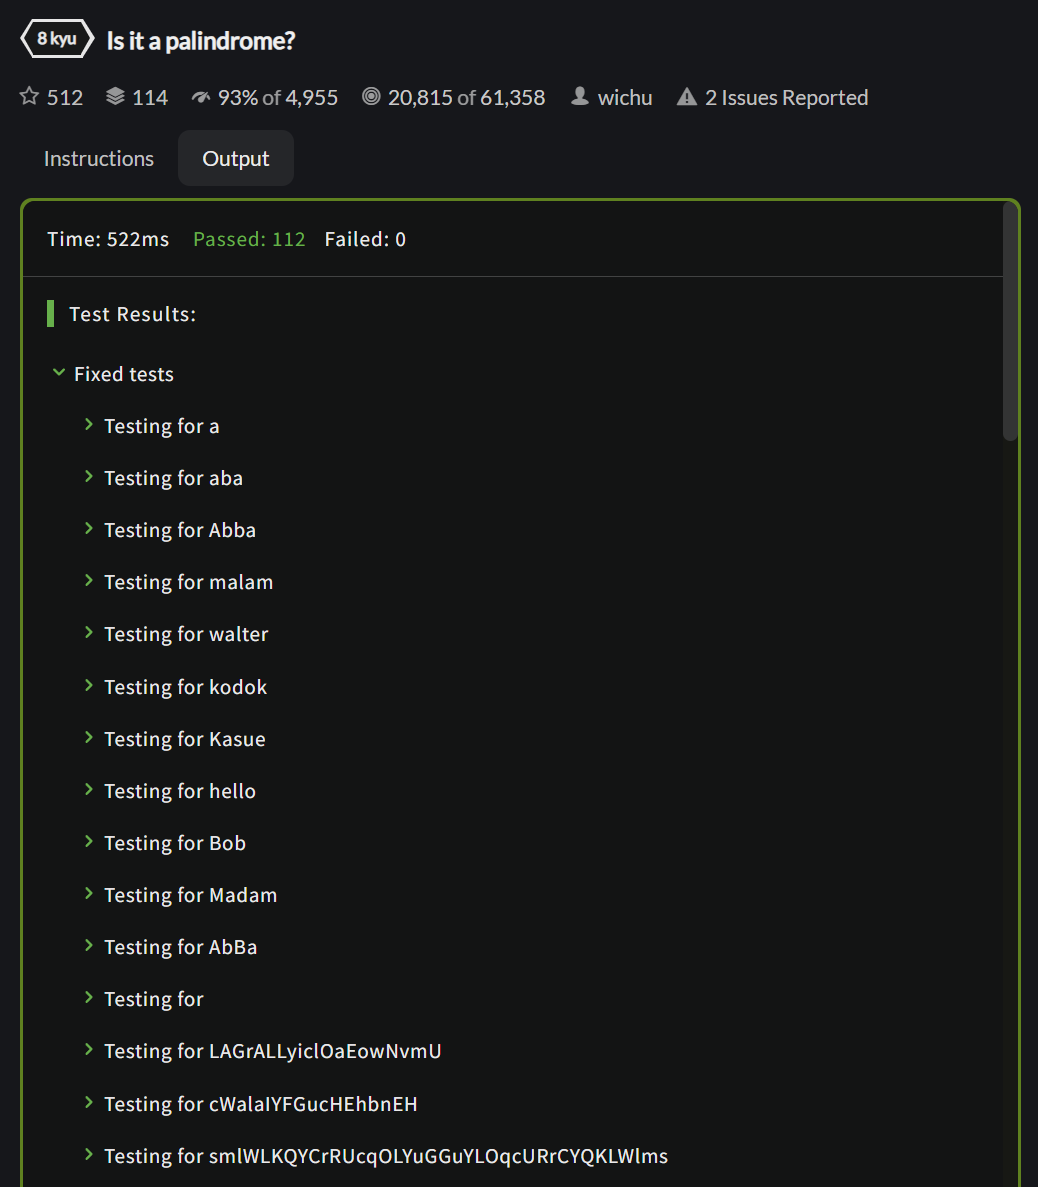 8 kyu Is it a palindrome?
512 114 93% of 4,955 20,815 of 61,358 wichu 2 Issues Reported
Instructions Output
Time: 522ms Passed: 112 Failed: 0
Test Results:
Fixed tests
Testing for a
Testing for aba
Testing for Abba
Testing for malam
Testing for walter
Testing for kodok
Testing for Kasue
Testing for hello
Testing for Bob
Testing for Madam
Testing for AbBa
Testing for
Testing for LAGrALLyiclOaEowNvmU
Testing for cWalaIYFGucHEhbnEH
Testing for smlWLKQYCrRUcqOLYuGGuYLOqcURrCYQKLWlms